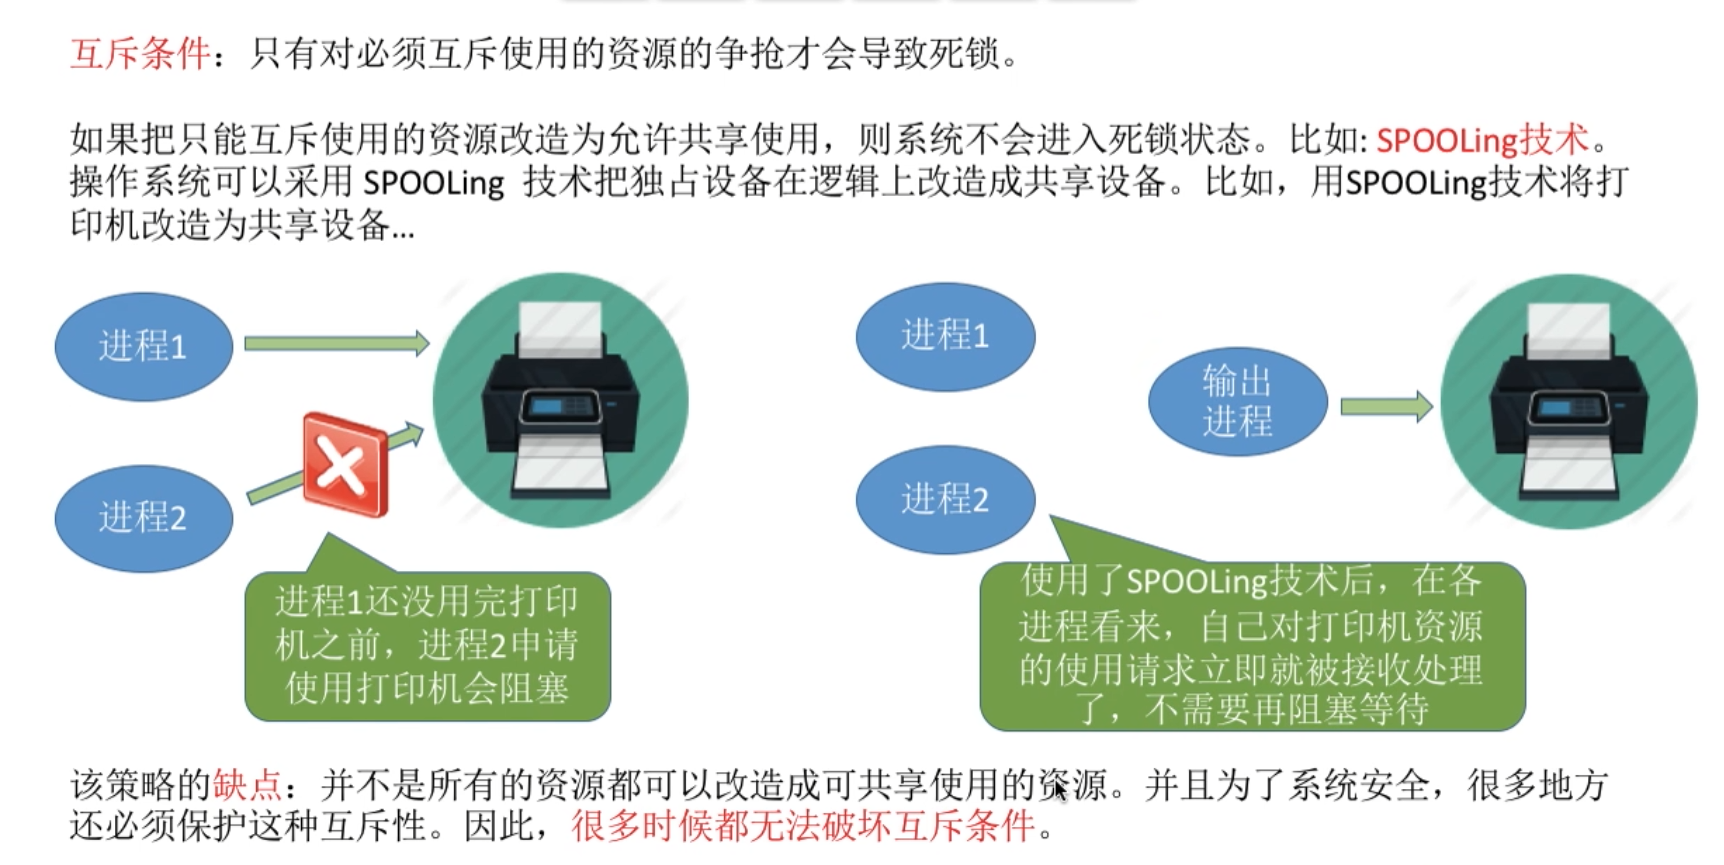 互斥条件：只有对必须互斥使用的资源的争抢才会导致死锁。
如果把只能互斥使用的资源改造为允许共享使用，则系统不会进入死锁状态。比如: SPOOLing技术。
操作系统可以采用 SPOOLing 技术把独占设备在逻辑上改造成共享设备。比如，用SPOOLing技术将打
印机改造为共享设备...
进程1
进程2
进程1还没用完打印
机之前，进程2申请
使用打印机会阻塞
进程1
进程2
输出
进程
使用了SPOOLing技术后，在各
进程看来，自己对打印机资源
的使用请求立即就被接收处理
了，不需要再阻塞等待
该策略的缺点：并不是所有的资源都可以改造成可共享使用的资源。并且为了系统安全，很多地方
还必须保护这种互斥性。因此，很多时候都无法破坏互斥条件。